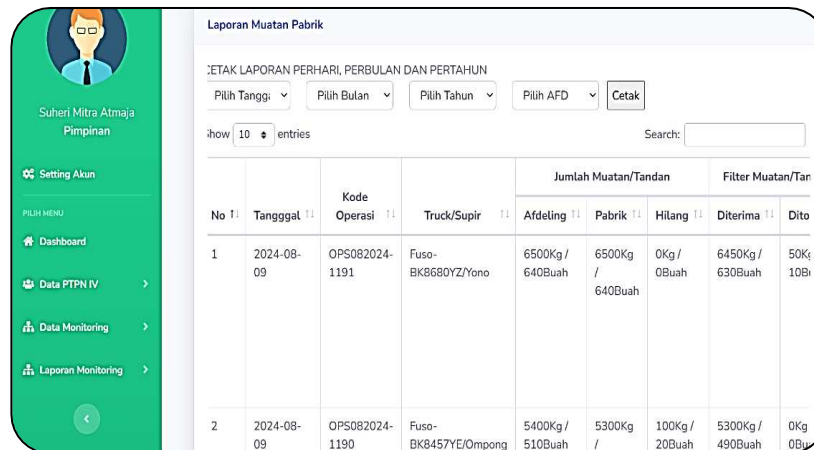 Laporan Muatan Pabrik
CETAK LAPORAN PERHARI, PERBULAN DAN PERTAHUN
Pilih Tangg: Pilih Bulan Pilih Tahun Pilih AFD Cetak
Show 10 entries Search:
Suheri Mitra Atmaja
Pimpinan
Setting Akun
PILIH MENU
Dashboard
Data PTPN IV
Data Monitoring
Laporan Monitoring
Jumlah Muatan/Tandan Filter Muatan/Tan
No Tangggal Kode Operasi Truck/Supir Afdeling Pabrik Hilang Diterima Dito
1 2024-08-09 OPS082024-1191 Fuso-BK8680YZ/Yono 6500Kg / 640Buah 6500Kg / 640Buah 0Kg / 0Buah 6450Kg / 630Buah 50Kg 10Bu
2 2024-08-09 OPS082024-1190 Fuso-BK8457YE/Ompong 5400Kg / 510Buah 5300Kg / 100Kg / 20Buah 5300Kg / 490Buah 0Kg 0Bu